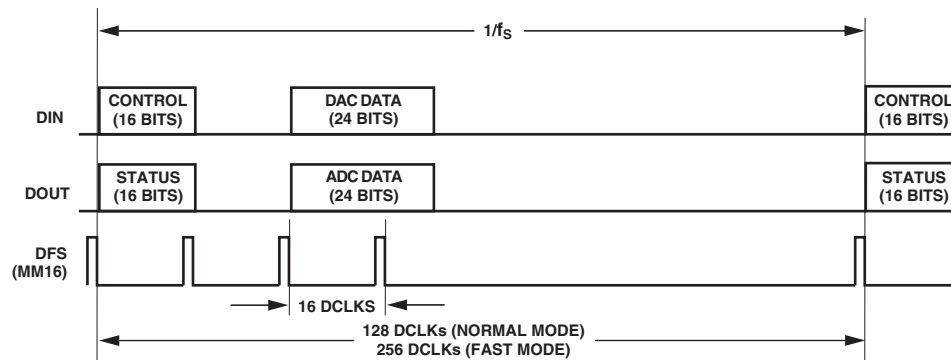 1/fS
DIN
CONTROL
(16 BITS)
DAC DATA
(24 BITS)
CONTROL
(16 BITS)
DOUT
STATUS
(16 BITS)
ADC DATA
(24 BITS)
STATUS
(16 BITS)
DFS
(MM16)
16 DCLKS
128 DCLKs (NORMAL MODE)
256 DCLKs (FAST MODE)